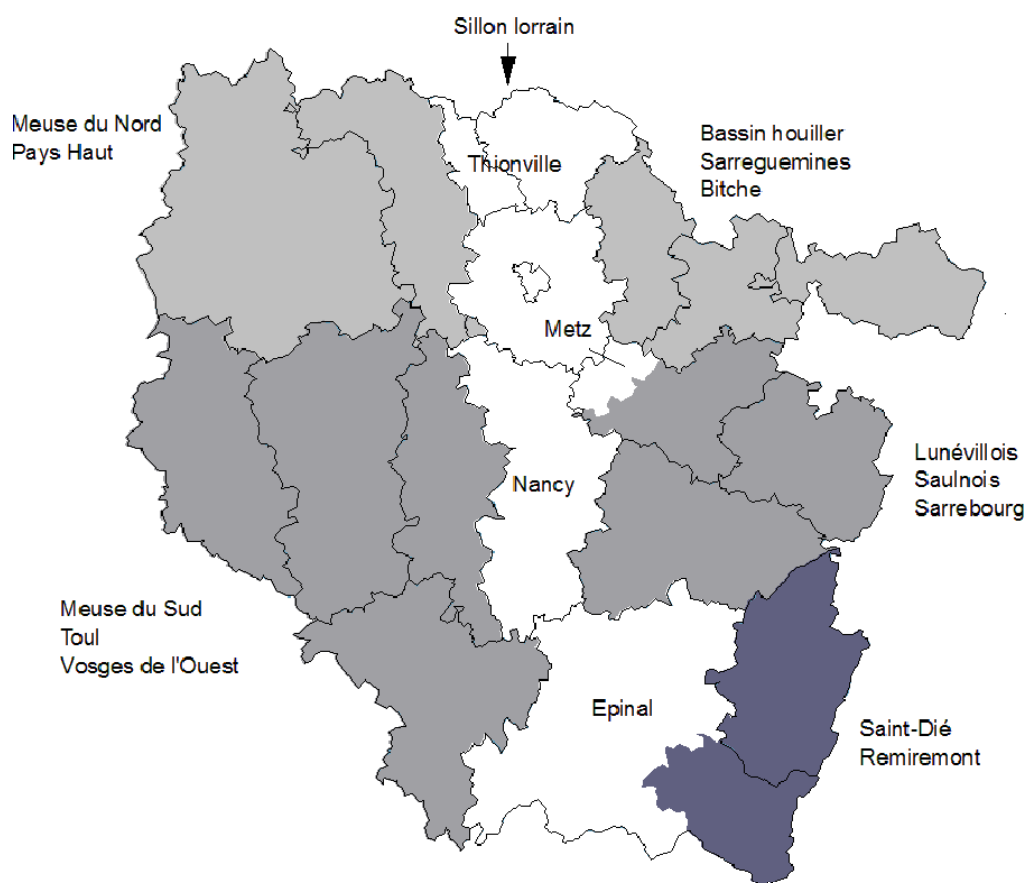 Sillon lorrain
Meuse du Nord
Pays Haut
Thionville
Bassin houiller
Sarreguemines
Bitche
Metz
Nancy
Lunévillois
Saulnois
Sarrebourg
Meuse du Sud
Toul
Vosges de l'Ouest
Epinal
Saint-Dié
Remiremont